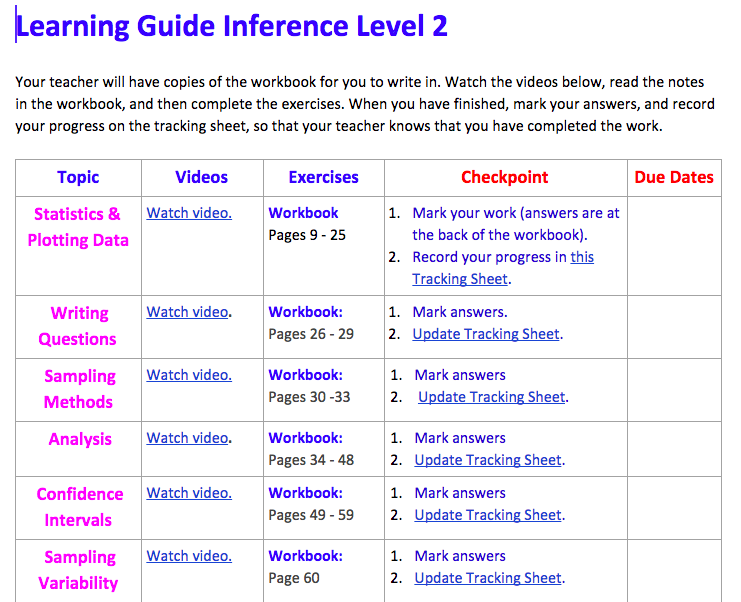 Learning Guide Inference Level 2
Your teacher will have copies of the workbook for you to write in. Watch the videos below, read the notes
in the workbook, and then complete the exercises. When you have finished, mark your answers, and record
your progress on the tracking sheet, so that your teacher knows that you have completed the work.
Topic Videos Exercises Checkpoint Due Dates
Statistics & Watch video. Workbook 1. Mark your work (answers are at
Plotting Data Pages 9 - 25 the back of the workbook).
2. Record your progress in this
Tracking Sheet.
Writing Watch video. Workbook: 1. Mark answers.
Questions Pages 26 - 29 2. Update Tracking Sheet.
Sampling Watch video. Workbook: 1. Mark answers
Methods Pages 30 -33 2. Update Tracking Sheet.
Analysis Watch video. Workbook: 1. Mark answers
Pages 34 - 48 2. Update Tracking Sheet.
Confidence Watch video. Workbook: 1. Mark answers
Intervals Pages 49 - 59 2. Update Tracking Sheet.
Sampling Watch video. Workbook: 1. Mark answers
Variability Page 60 2. Update Tracking Sheet.